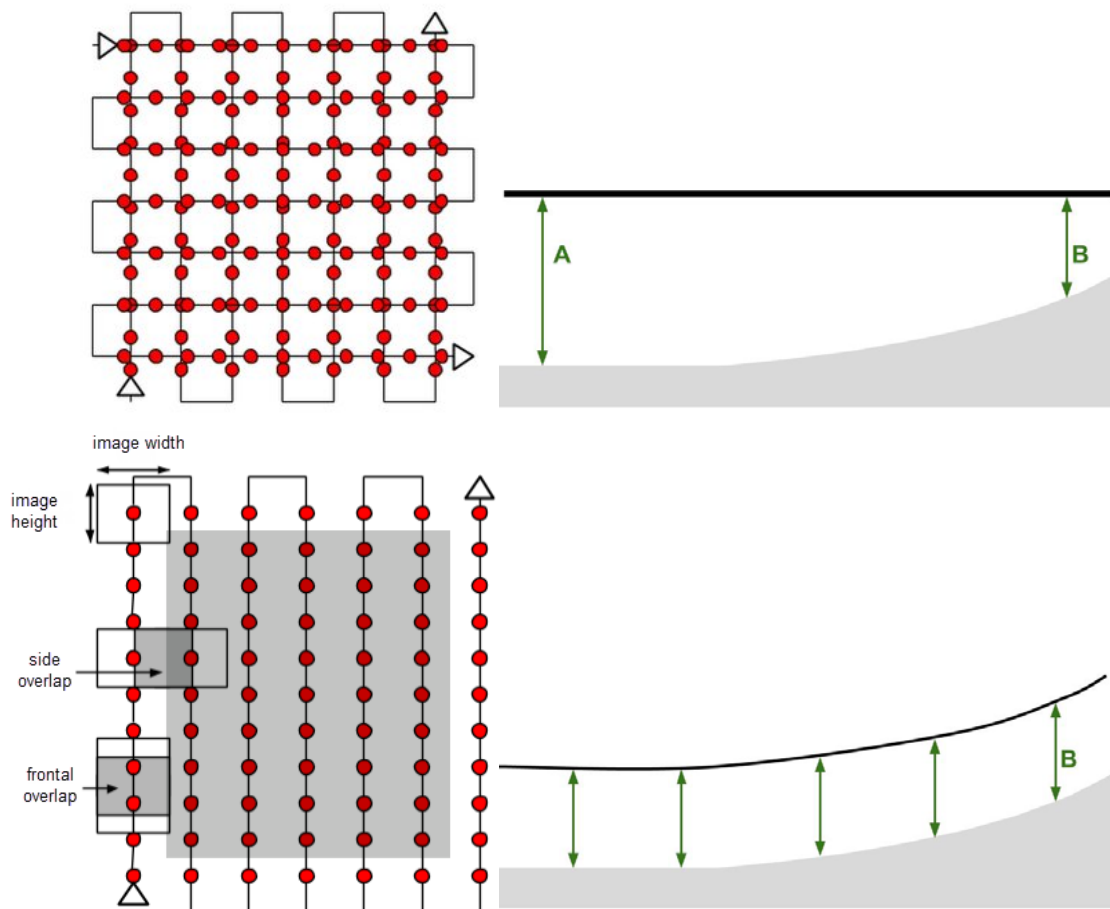 A
B
image width
image
height
side
overlap
frontal
overlap
B